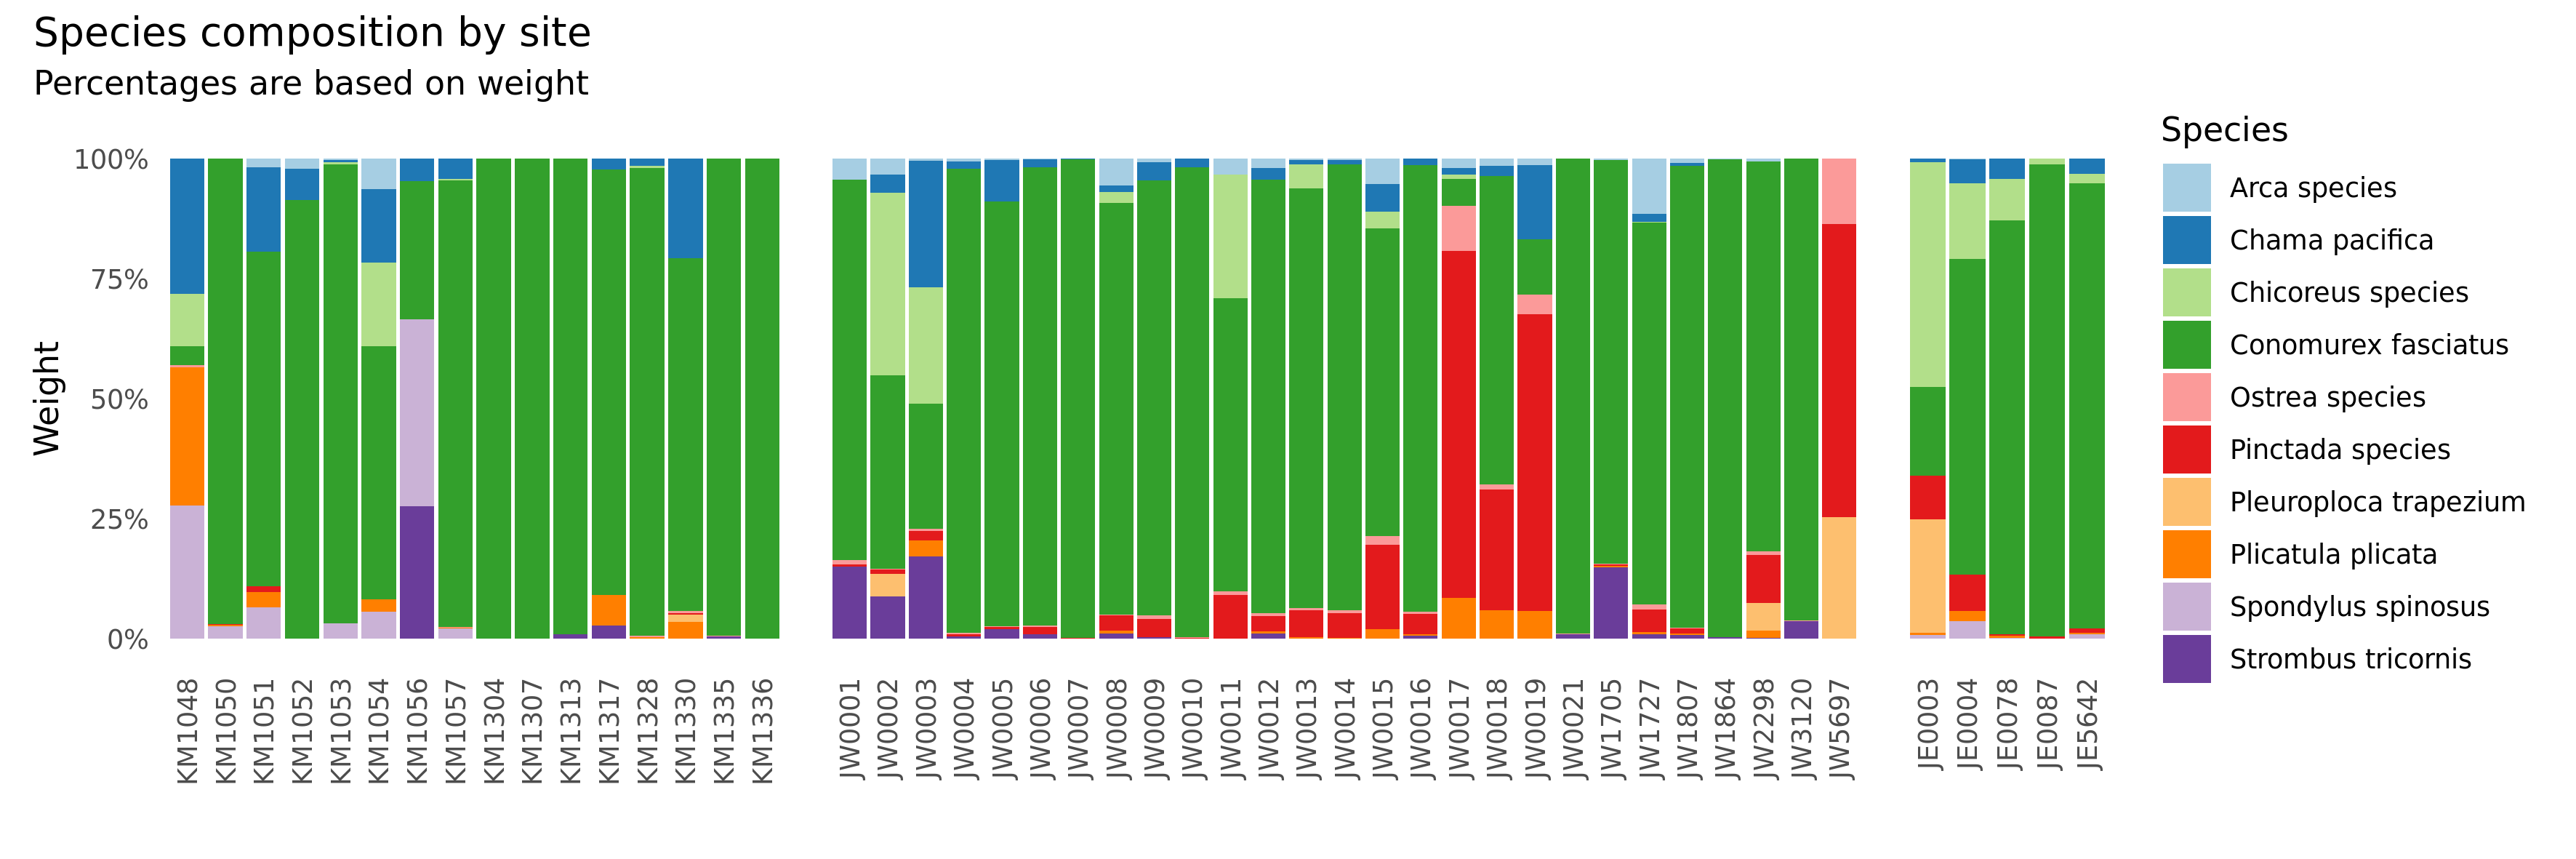 Species composition by site
Percentages are based on weight
Weight
100%
75%
50%
25%
0%
KM1048
KM1050
KM1051
KM1052
KM1053
KM1054
KM1056
KM1057
KM1304
KM1307
KM1313
KM1317
KM1328
KM1330
KM1335
KM1336
JW0001
JW0002
JW0003
JW0004
JW0005
JW0006
JW0007
JW0008
JW0009
JW0010
JW0011
JW0012
JW0013
JW0014
JW0015
JW0016
JW0017
JW0018
JW0019
JW0021
JW1705
JW1727
JW1807
JW1864
JW2298
JW3120
JW5697
JE0003
JE0004
JE0078
JE0087
JE5642
Species
Arca species
Chama pacifica
Chicoreus species
Conomurex fasciatus
Ostrea species
Pinctada species
Pleuroploca trapezium
Plicatula plicata
Spondylus spinosus
Strombus tricornis